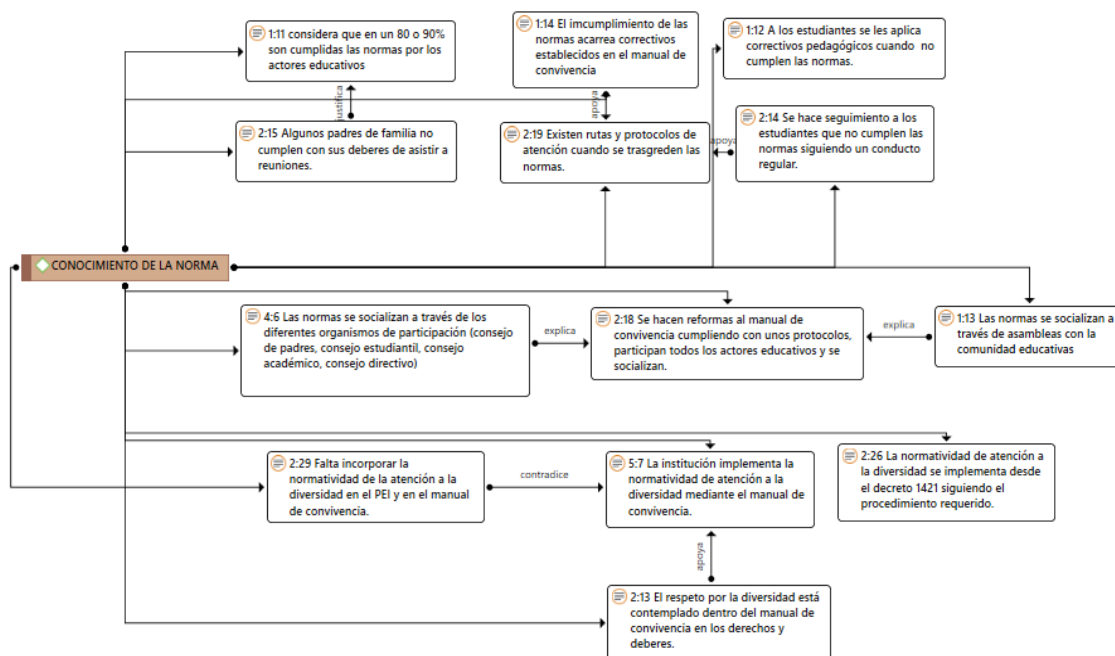 1:11 considera que en un 80 o 90%
son cumplidas las normas por los
actores educativos
1:14 El imcumplimiento de las
normas acarrea correctivos
establecidos en el manual de
convivencia
1:12 A los estudiantes se les aplica
correctivos pedagógicos cuando no
cumplen las normas.
justifica
apoya
2:15 Algunos padres de familia no
cumplen con sus deberes de asistir a
reuniones.
2:19 Existen rutas y protocolos de
atención cuando se trasgreden las
normas.
apoya
2:14 Se hace seguimiento a los
estudiantes que no cumplen las
normas siguiendo un conducto
regular.
CONOCIMIENTO DE LA NORMA
4:6 Las normas se socializan a través de los
diferentes organismos de participación (consejo
de padres, consejo estudiantil, consejo
académico, consejo directivo)
explica
2:18 Se hacen reformas al manual de
convivencia cumpliendo con unos protocolos,
participan todos los actores educativos y se
socializan.
explica
1:13 Las normas se socializan a
través de asambleas con la
comunidad educativas
2:29 Falta incorporar la
normatividad de la atención a la
diversidad en el PEI y en el manual
de convivencia.
contradice
5:7 La institución implementa la
normatividad de atención a la
diversidad mediante el manual de
convivencia.
2:26 La normatividad de atención a
la diversidad se implementa desde
el decreto 1421 siguiendo el
procedimiento requerido.
apoya
2:13 El respeto por la diversidad está
contemplado dentro del manual de
convivencia en los derechos y
deberes.